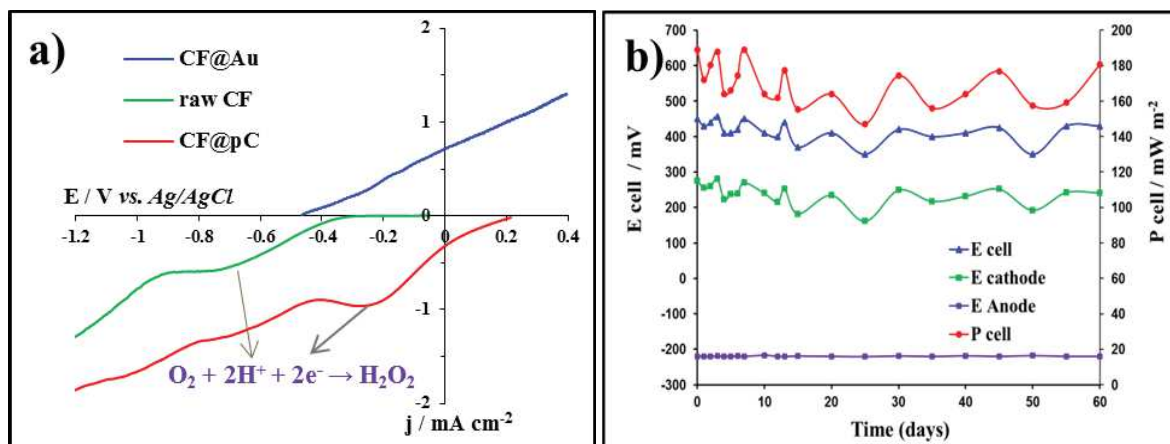 a)
CF@Au
raw CF
CF@pC
E / V vs. Ag/AgCl
2
1
0
-1
-2
-1.2 -1 -0.8 -0.6 -0.4 -0.2 0 0.2 0.4
O₂ + 2H⁺ + 2e⁻ → H₂O₂
j / mA cm⁻²
b)
E cell / mV
700
600
500
400
300
200
100
0
-100
-200
-300
E cell
E cathode
E Anode
P cell
0 10 20 30 40 50 60
Time (days)
200
180
160
140
120
100
80
60
40
20
0
P cell / mW m⁻²